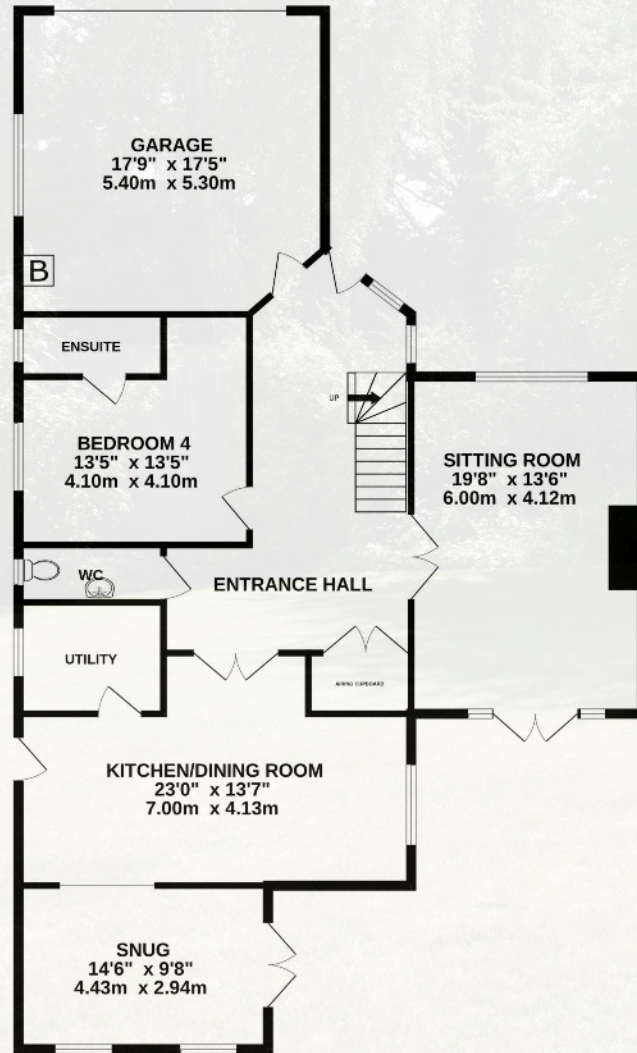 GARAGE
17'9" x 17'5"
5.40m x 5.30m
B
ENSUITE
UP
BEDROOM 4
13'5" x 13'5"
4.10m x 4.10m
SITTING ROOM
19'8" x 13'6"
6.00m x 4.12m
WC
ENTRANCE HALL
UTILITY
AIRING CUPBOARD
KITCHEN/DINING ROOM
23'0" x 13'7"
7.00m x 4.13m
SNUG
14'6" x 9'8"
4.43m x 2.94m